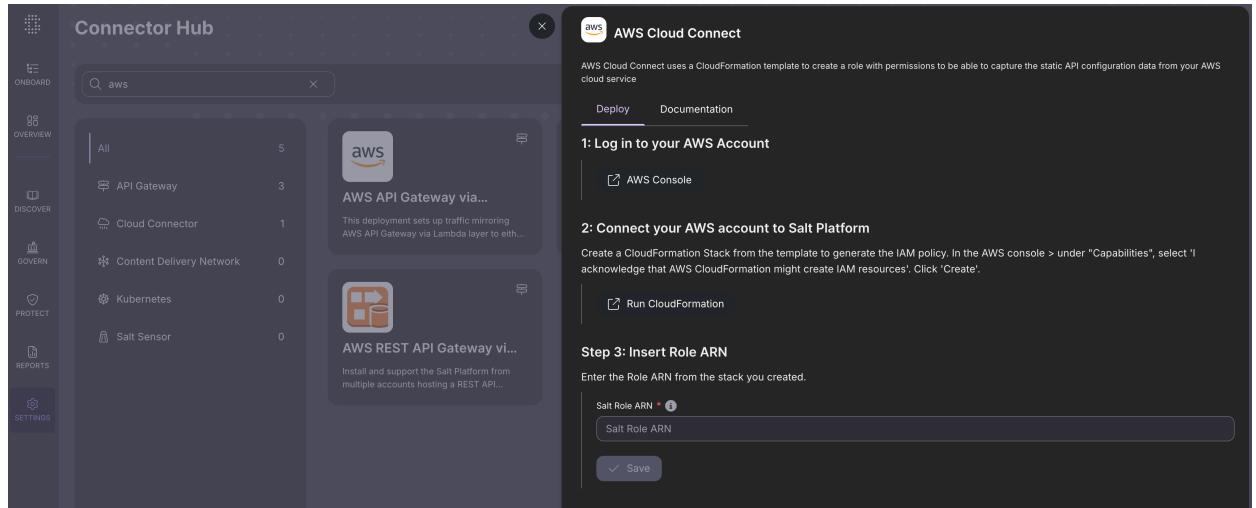 Connector Hub
ONBOARD
OVERVIEW
DISCOVER
GOVERN
PROTECT
REPORTS
SETTINGS
aws
All 5
API Gateway 3
Cloud Connector 1
Content Delivery Network 0
Kubernetes 0
Salt Sensor 0
aws
AWS API Gateway via...
This deployment sets up traffic mirroring
AWS API Gateway via Lambda layer to eith...
AWS REST API Gateway vi...
Install and support the Salt Platform from
multiple accounts hosting a REST API...
aws
AWS Cloud Connect
AWS Cloud Connect uses a CloudFormation template to create a role with permissions to be able to capture the static API configuration data from your AWS
cloud service
Deploy Documentation
1: Log in to your AWS Account
AWS Console
2: Connect your AWS account to Salt Platform
Create a CloudFormation Stack from the template to generate the IAM policy. In the AWS console > under "Capabilities", select 'I
acknowledge that AWS CloudFormation might create IAM resources'. Click 'Create'.
Run CloudFormation
Step 3: Insert Role ARN
Enter the Role ARN from the stack you created.
Salt Role ARN *
Salt Role ARN
Save